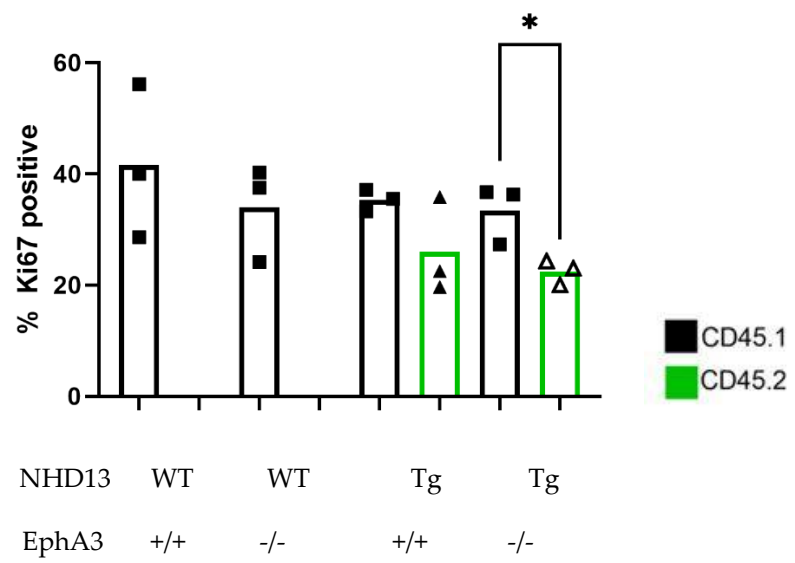 *
60
40
20
0
% Ki67 positive
CD45.1
CD45.2
NHD13 WT WT Tg Tg
EphA3 +/+ -/- +/+ -/-